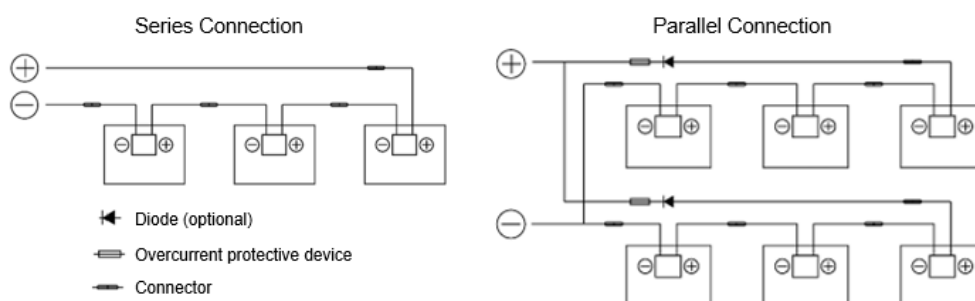 Series Connection
Parallel Connection
Diode (optional)
Overcurrent protective device
Connector